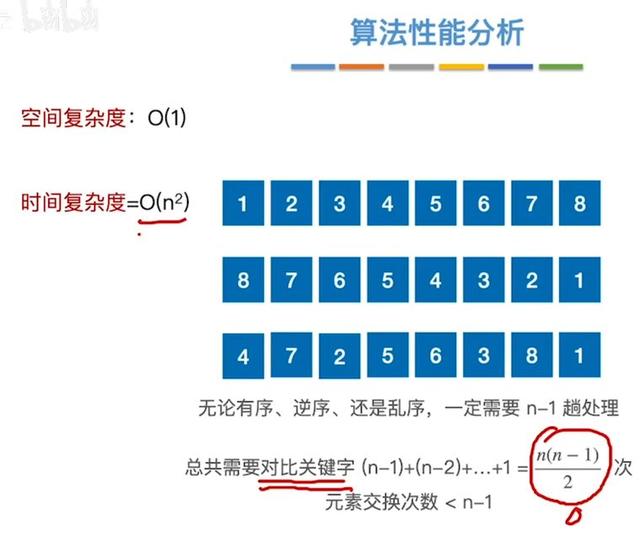 bilibili
算法性能分析
空间复杂度：O(1)
时间复杂度=O(n²)
1 2 3 4 5 6 7 8
8 7 6 5 4 3 2 1
4 7 2 5 6 3 8 1
无论有序、逆序、还是乱序，一定需要 n-1 趟处理
总共需要对比关键字 (n-1)+(n-2)+...+1 = n(n − 1)/2 次
元素交换次数 < n-1